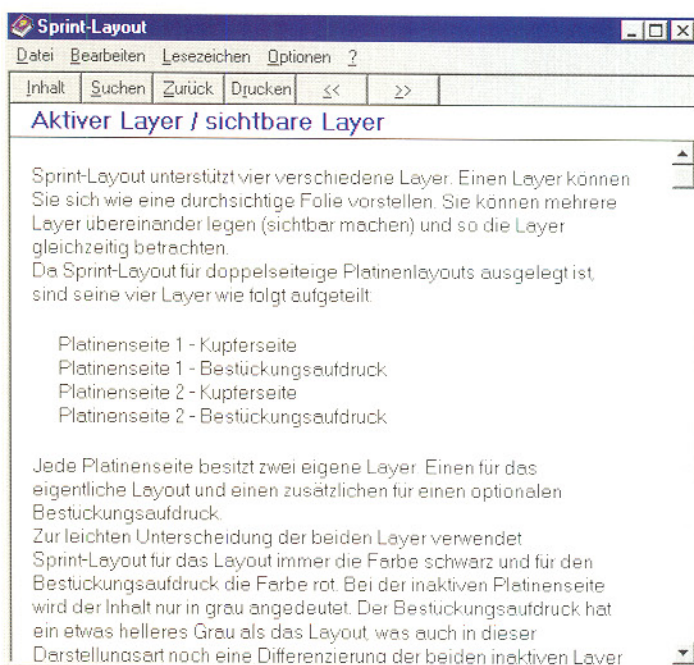 Sprint-Layout
Datei Bearbeiten Lesezeichen Optionen ?
Inhalt Suchen Zurück Drucken << >>
Aktiver Layer / sichtbare Layer
Sprint-Layout unterstützt vier verschiedene Layer. Einen Layer können
Sie sich wie eine durchsichtige Folie vorstellen. Sie können mehrere
Layer übereinander legen (sichtbar machen) und so die Layer
gleichzeitig betrachten.
Da Sprint-Layout für doppelseiteige Platinenlayouts ausgelegt ist,
sind seine vier Layer wie folgt aufgeteilt:
Platinenseite 1 - Kupferseite
Platinenseite 1 - Bestückungsaufdruck
Platinenseite 2 - Kupferseite
Platinenseite 2 - Bestückungsaufdruck
Jede Platinenseite besitzt zwei eigene Layer. Einen für das
eigentliche Layout und einen zusätzlichen für einen optionalen
Bestückungsaufdruck.
Zur leichten Unterscheidung der beiden Layer verwendet
Sprint-Layout für das Layout immer die Farbe schwarz und für den
Bestückungsaufdruck die Farbe rot. Bei der inaktiven Platinenseite
wird der Inhalt nur in grau angedeutet. Der Bestückungsaufdruck hat
ein etwas helleres Grau als das Layout, was auch in dieser
Darstellungsart noch eine Differenzierung der beiden inaktiven Layer